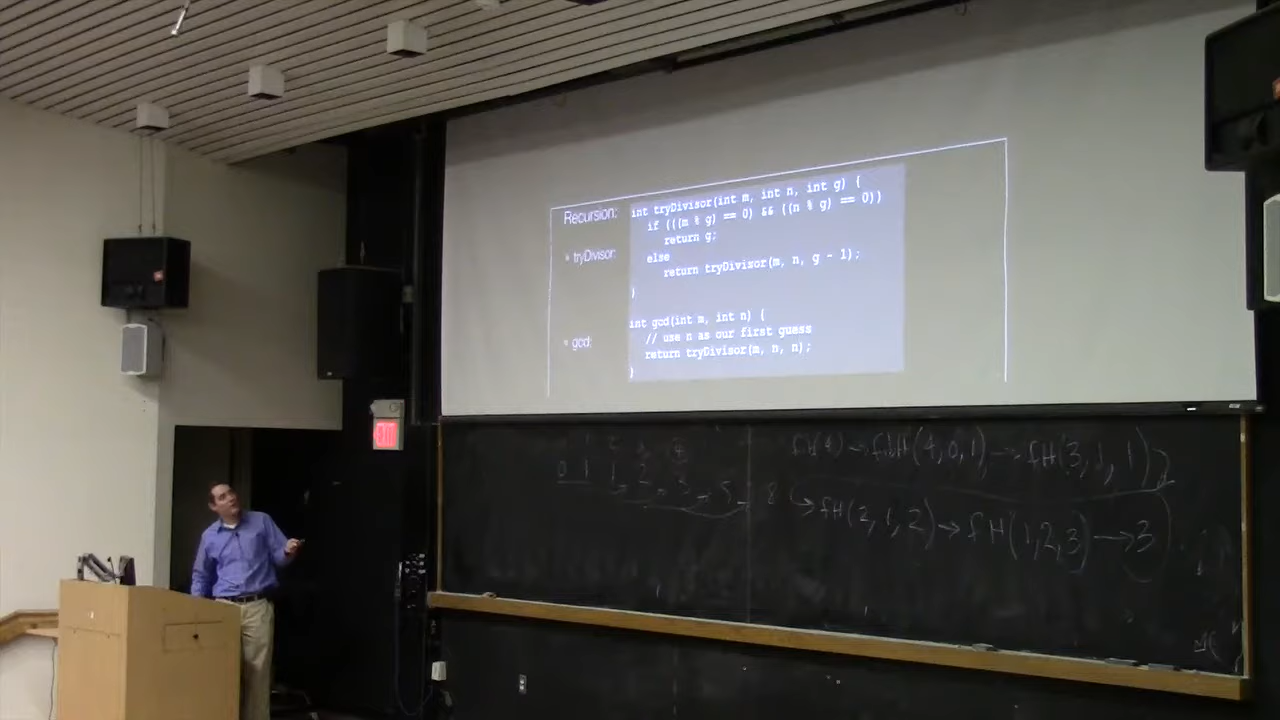 Recursion:
• tryDivisor:
int tryDivisor(int m, int n, int g) {
if (((m % g) == 0) && ((n % g) == 0))
return g;
else
return tryDivisor(m, n, g - 1);
}
• gcd:
int gcd(int m, int n) {
// use n as our first guess
return tryDivisor(m, n, n);
}
EXIT
0 1 1 2 3 5 8
fH(3, 1, 1)
fH(2, 1, 2) → fH(1, 2, 3) → 3